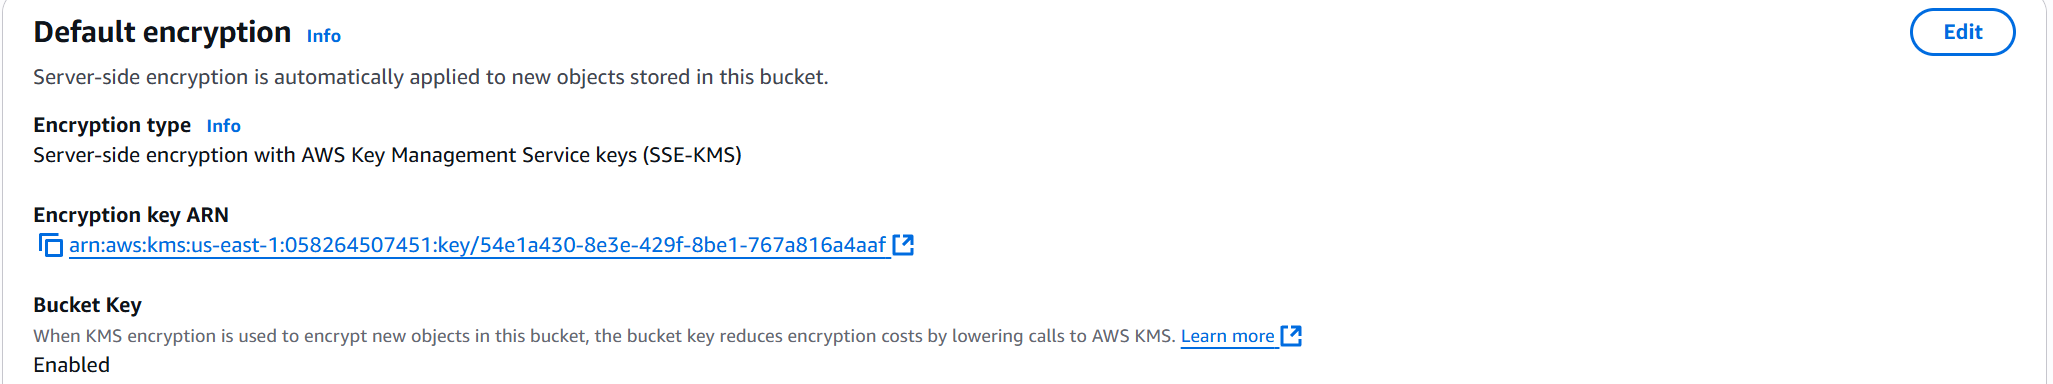 Default encryption Info
Edit
Server-side encryption is automatically applied to new objects stored in this bucket.
Encryption type Info
Server-side encryption with AWS Key Management Service keys (SSE-KMS)
Encryption key ARN
arn:aws:kms:us-east-1:058264507451:key/54e1a430-8e3e-429f-8be1-767a816a4aaf
Bucket Key
When KMS encryption is used to encrypt new objects in this bucket, the bucket key reduces encryption costs by lowering calls to AWS KMS. Learn more
Enabled